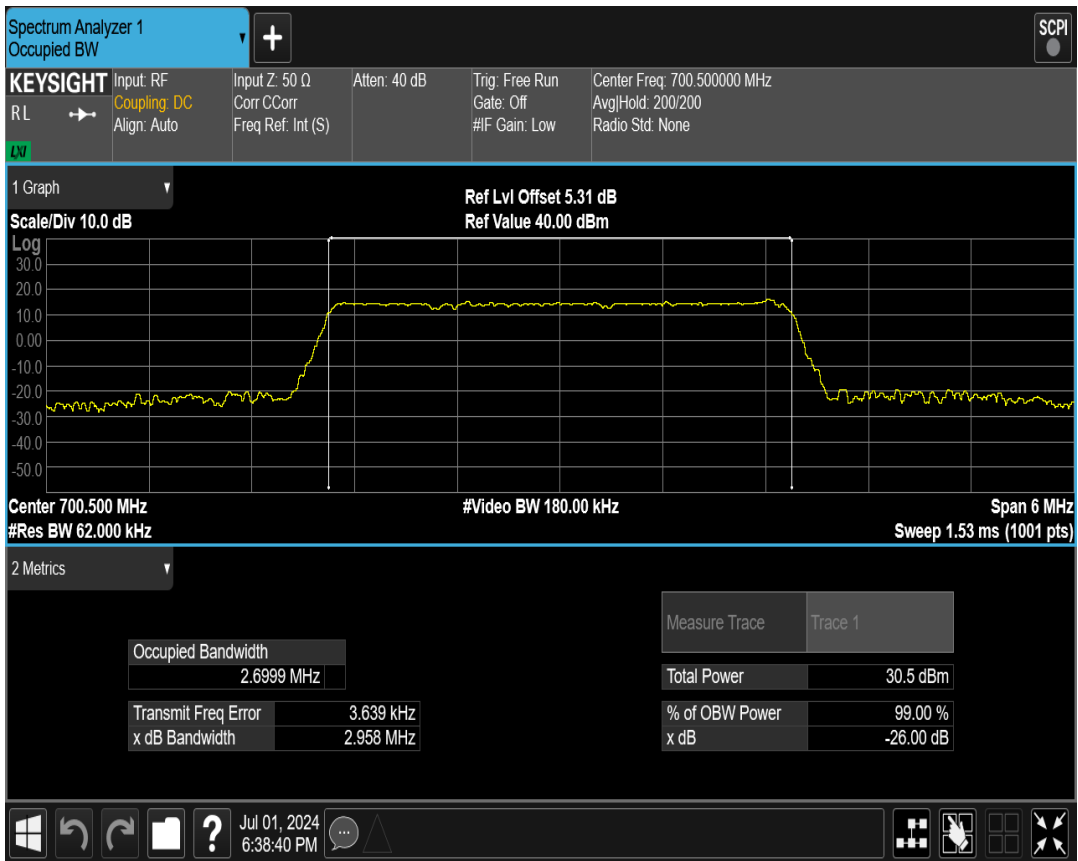 Spectrum Analyzer 1
Occupied BW
+
SCPI
KEYSIGHT
RL
LXI
Input: RF
Coupling: DC
Align: Auto
Input Z: 50 Ω
Corr CCorr
Freq Ref: Int (S)
Atten: 40 dB
Trig: Free Run
Gate: Off
#IF Gain: Low
Center Freq: 700.500000 MHz
Avg|Hold: 200/200
Radio Std: None
1 Graph
Scale/Div 10.0 dB
Ref Lvl Offset 5.31 dB
Ref Value 40.00 dBm
Log
30.0
20.0
10.0
0.00
-10.0
-20.0
-30.0
-40.0
-50.0
Center 700.500 MHz
#Res BW 62.000 kHz
#Video BW 180.00 kHz
Span 6 MHz
Sweep 1.53 ms (1001 pts)
2 Metrics
Measure Trace Trace 1
Occupied Bandwidth
2.6999 MHz
Total Power 30.5 dBm
Transmit Freq Error 3.639 kHz
x dB Bandwidth 2.958 MHz
% of OBW Power 99.00 %
x dB -26.00 dB
?
Jul 01, 2024
6:38:40 PM